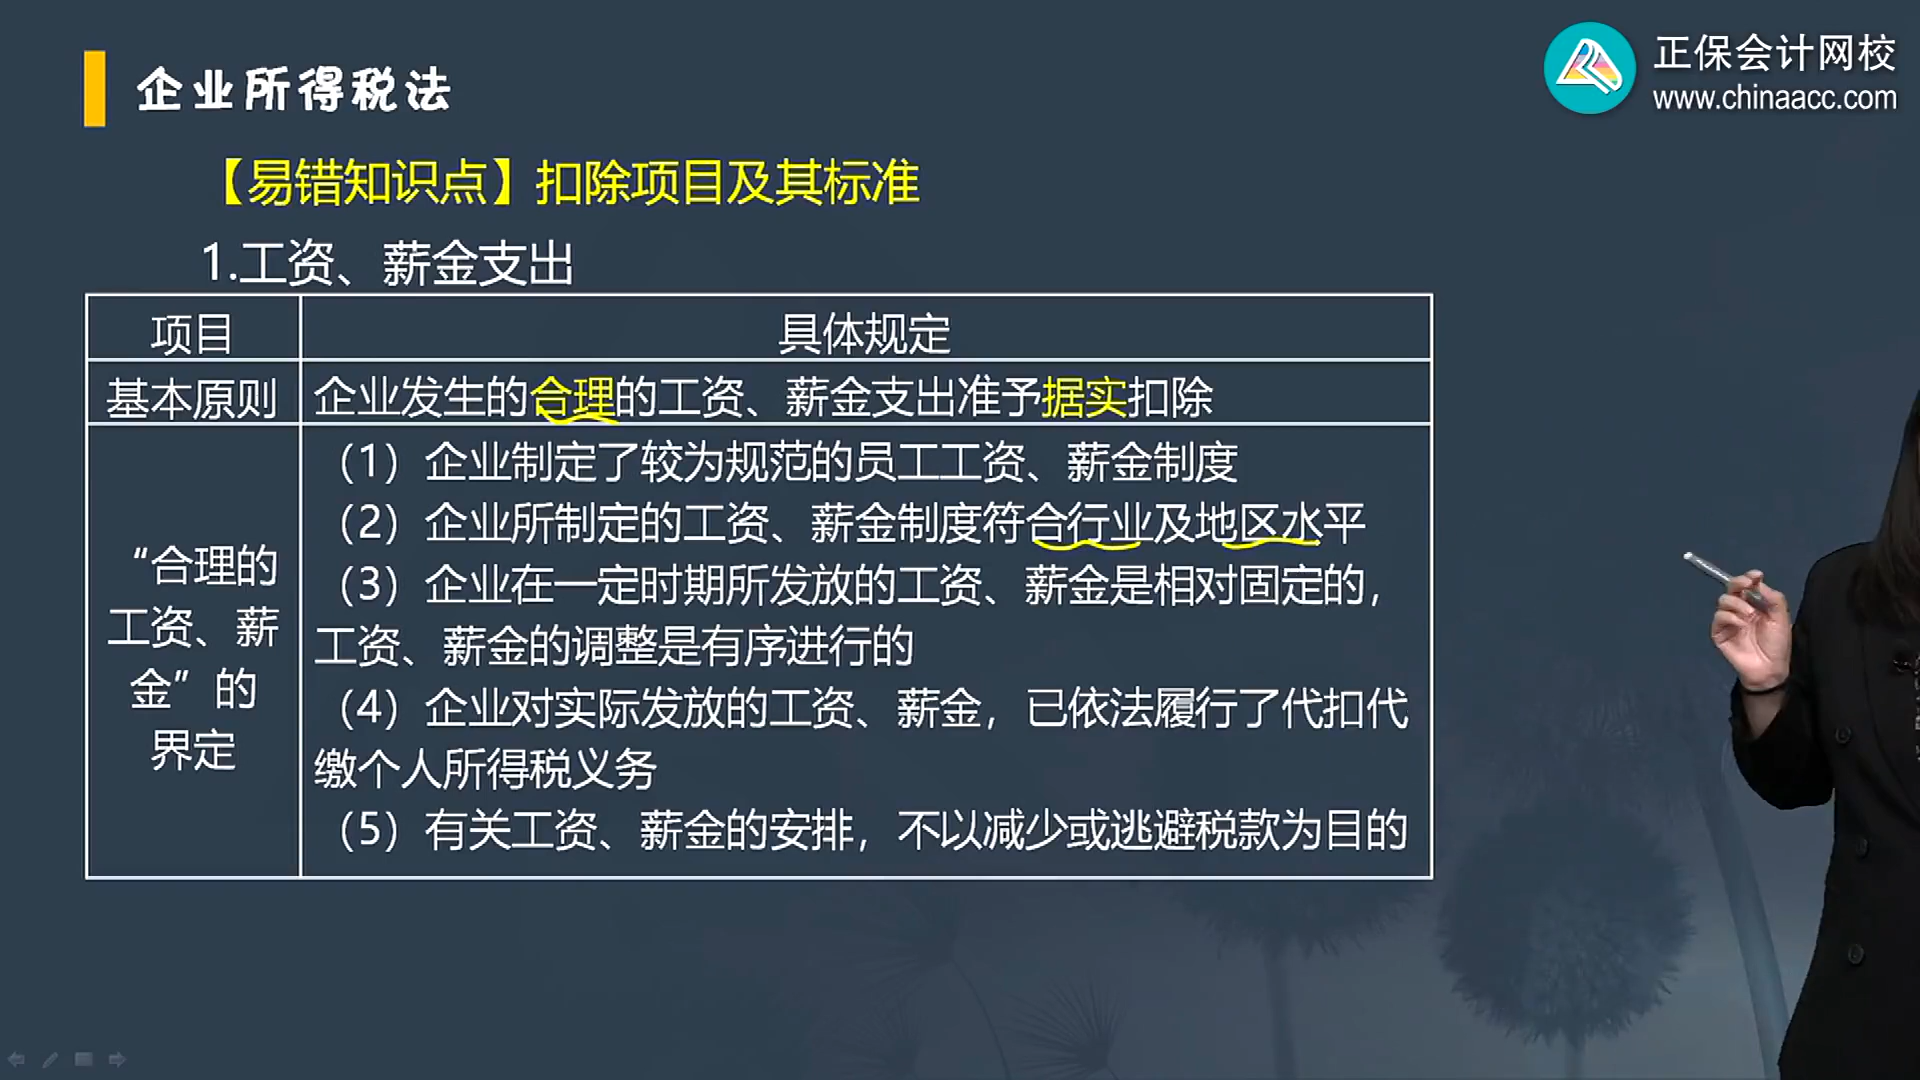 正保会计网校
www.chinaacc.com
企业所得税法
【易错知识点】扣除项目及其标准
1.工资、薪金支出
项目
具体规定
基本原则
企业发生的合理的工资、薪金支出准予据实扣除
“合理的
工资、薪
金”的
界定
（1）企业制定了较为规范的员工工资、薪金制度
（2）企业所制定的工资、薪金制度符合行业及地区水平
（3）企业在一定时期所发放的工资、薪金是相对固定的，
工资、薪金的调整是有序进行的
（4）企业对实际发放的工资、薪金，已依法履行了代扣代
缴个人所得税义务
（5）有关工资、薪金的安排，不以减少或逃避税款为目的